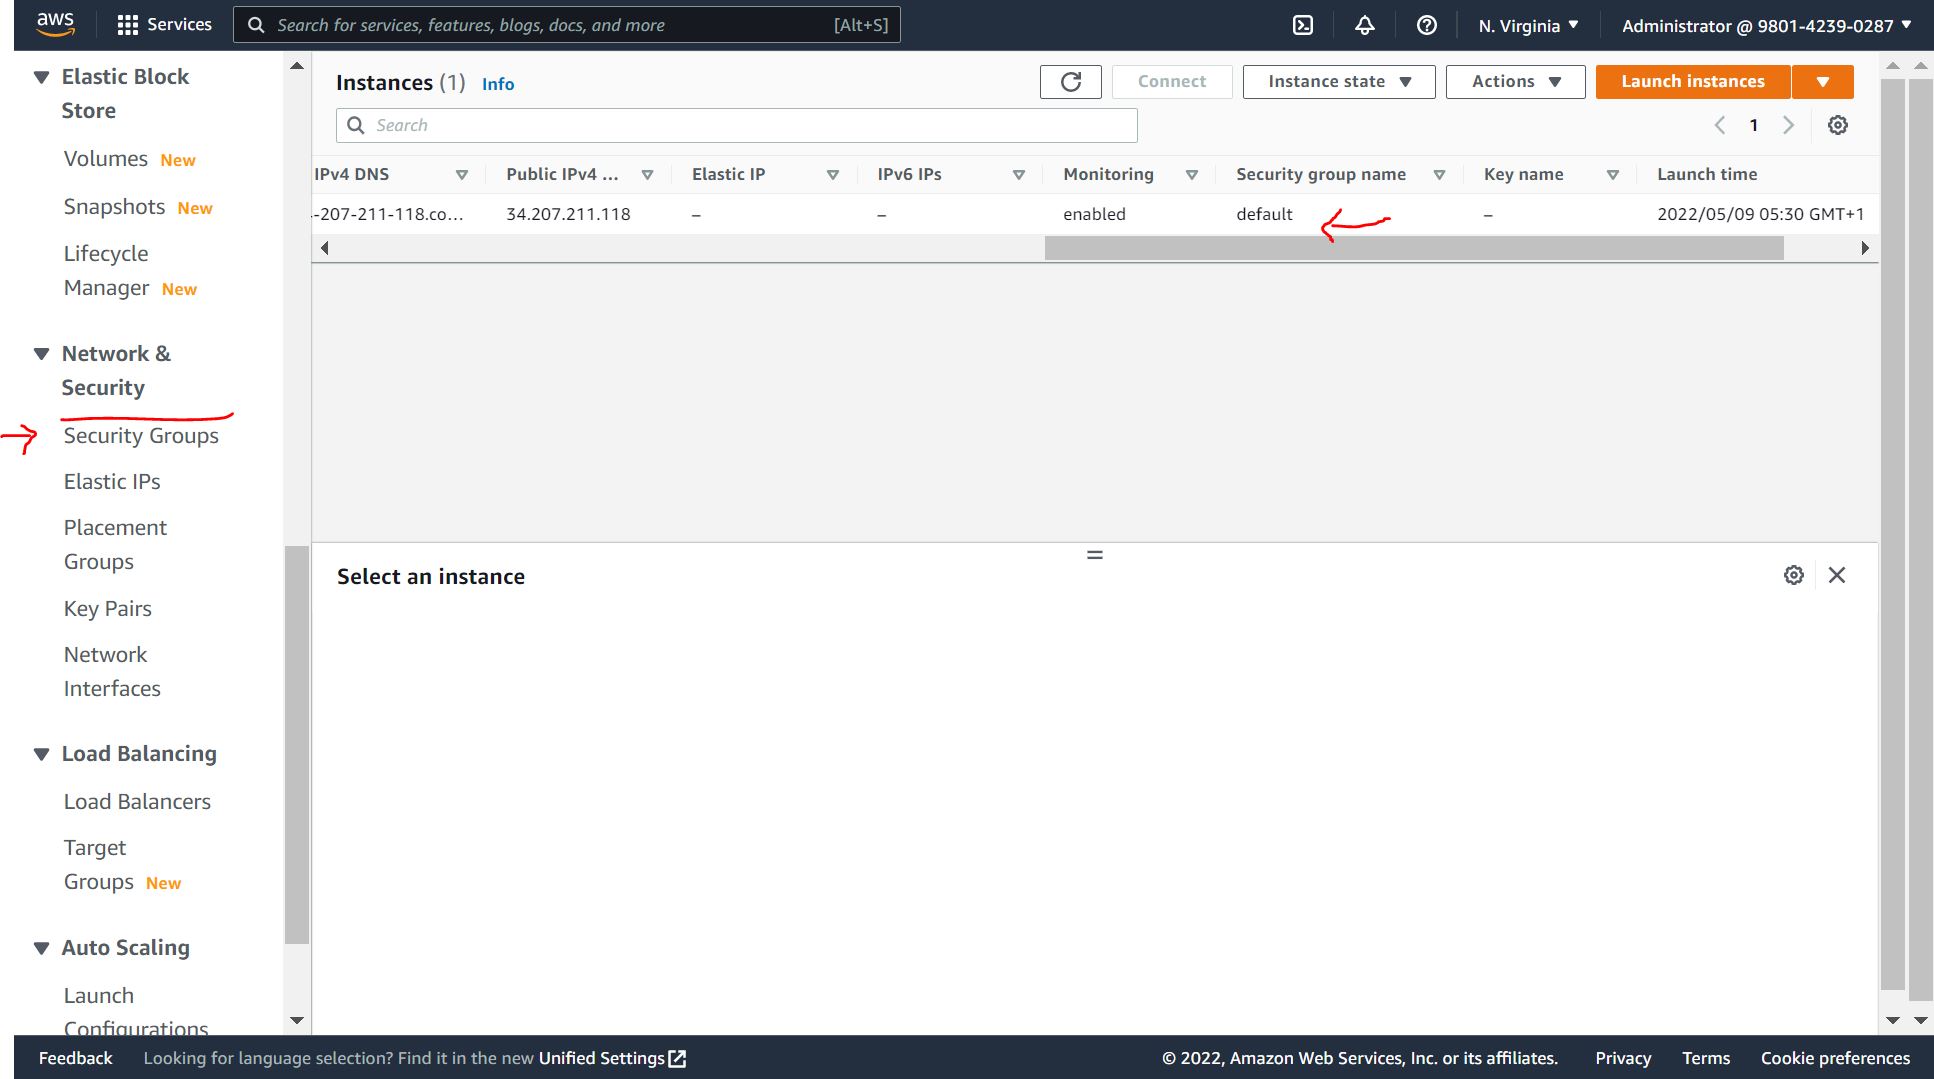 aws
Services
Search for services, features, blogs, docs, and more
[Alt+S]
N. Virginia
Administrator @ 9801-4239-0287
Elastic Block
Store
Volumes New
Snapshots New
Lifecycle
Manager New
Network &
Security
Security Groups
Elastic IPs
Placement
Groups
Key Pairs
Network
Interfaces
Load Balancing
Load Balancers
Target
Groups New
Auto Scaling
Launch
Configurations
Instances (1) Info
Connect
Instance state
Actions
Launch instances
Search
1
IPv4 DNS
Public IPv4 ...
Elastic IP
IPv6 IPs
Monitoring
Security group name
Key name
Launch time
-207-211-118.co...
34.207.211.118
–
–
enabled
default
–
2022/05/09 05:30 GMT+1
Select an instance
Feedback
Looking for language selection? Find it in the new Unified Settings
© 2022, Amazon Web Services, Inc. or its affiliates.
Privacy
Terms
Cookie preferences